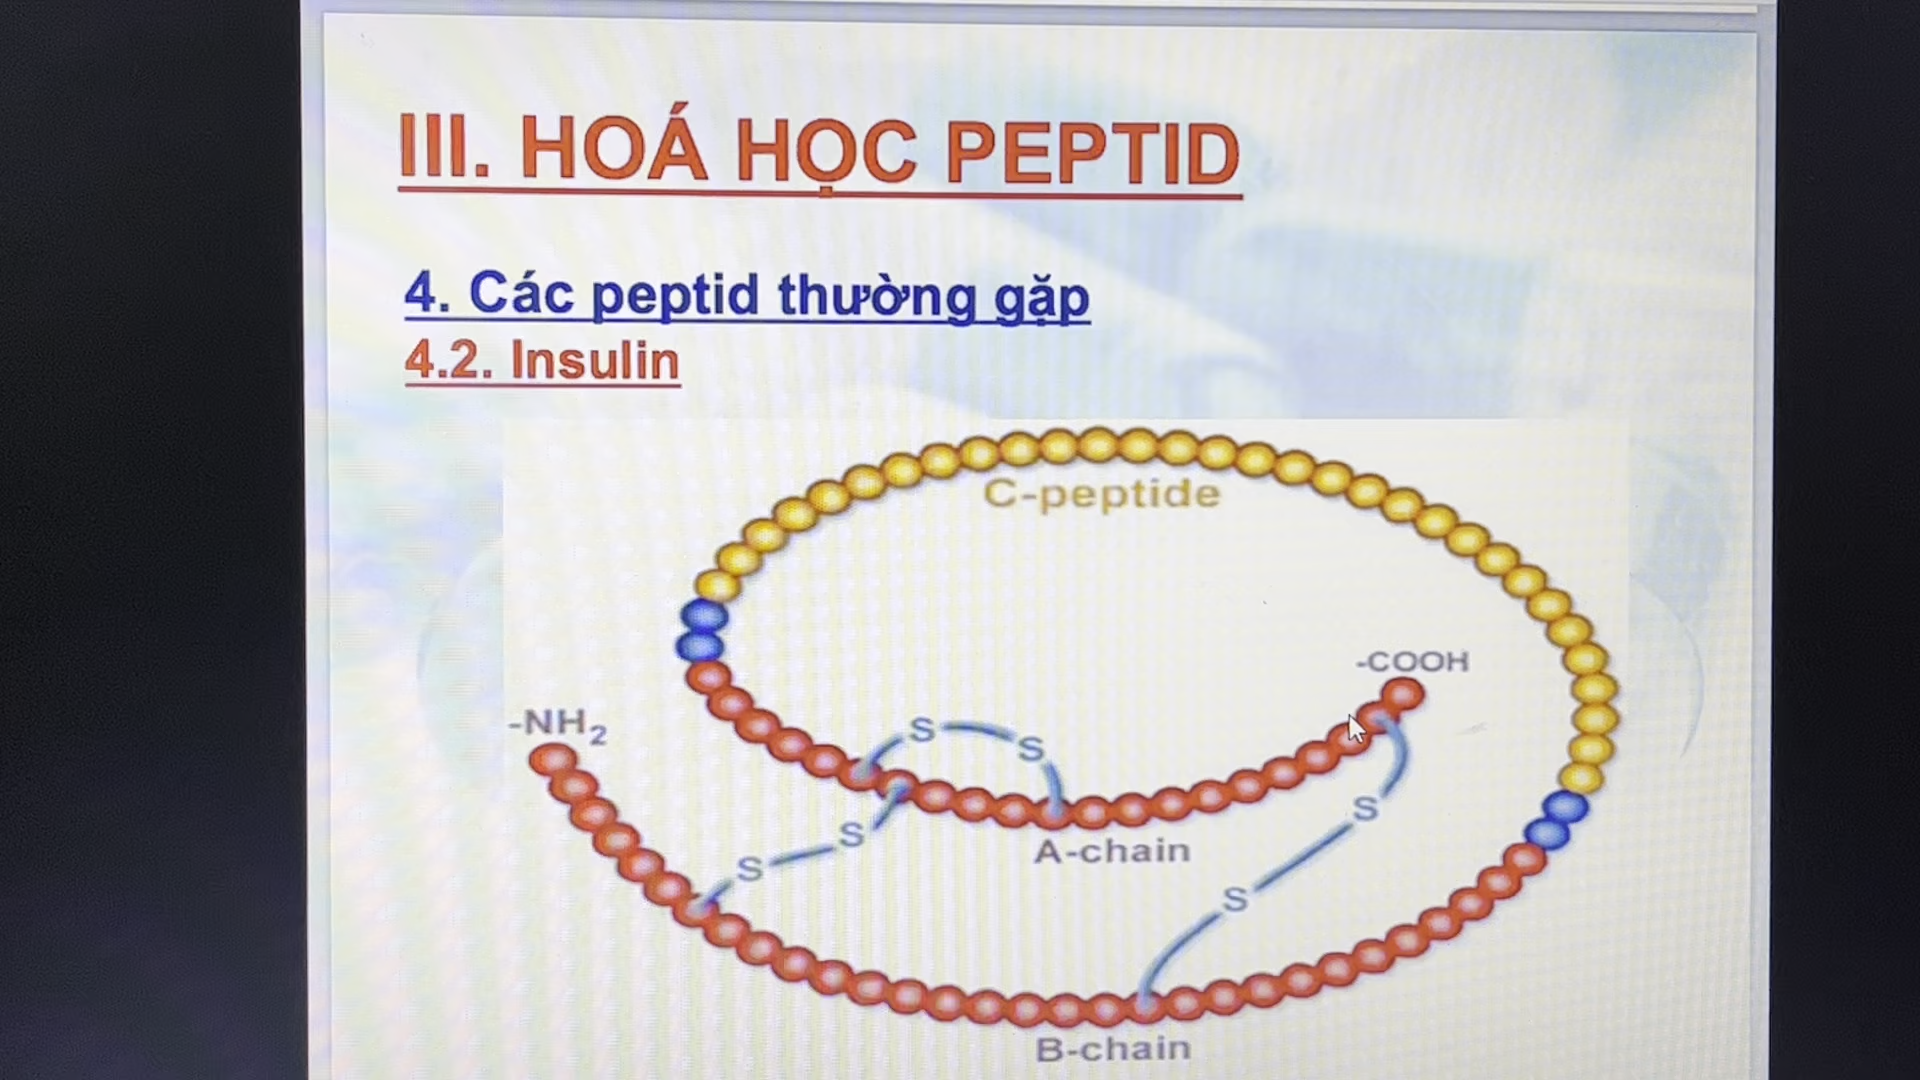 III. HOÁ HỌC PEPTID
4. Các peptid thường gặp
4.2. Insulin
C-peptide
-COOH
-NH2
S
S
S
S
S
S
A-chain
B-chain